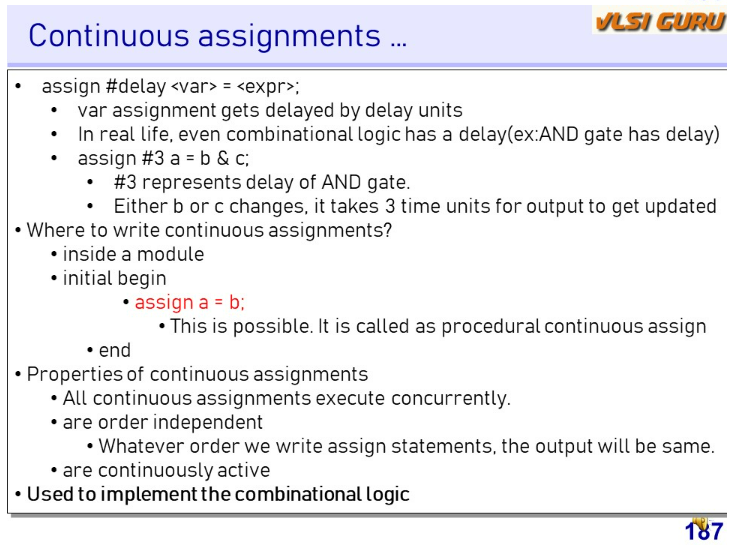 Continuous assignments ...
VLSI GURU
• assign #delay <var> = <expr>;
• var assignment gets delayed by delay units
• In real life, even combinational logic has a delay(ex:AND gate has delay)
• assign #3 a = b & c;
• #3 represents delay of AND gate.
• Either b or c changes, it takes 3 time units for output to get updated
• Where to write continuous assignments?
• inside a module
• initial begin
• assign a = b;
• This is possible. It is called as procedural continuous assign
• end
• Properties of continuous assignments
• All continuous assignments execute concurrently.
• are order independent
• Whatever order we write assign statements, the output will be same.
• are continuously active
• Used to implement the combinational logic
187